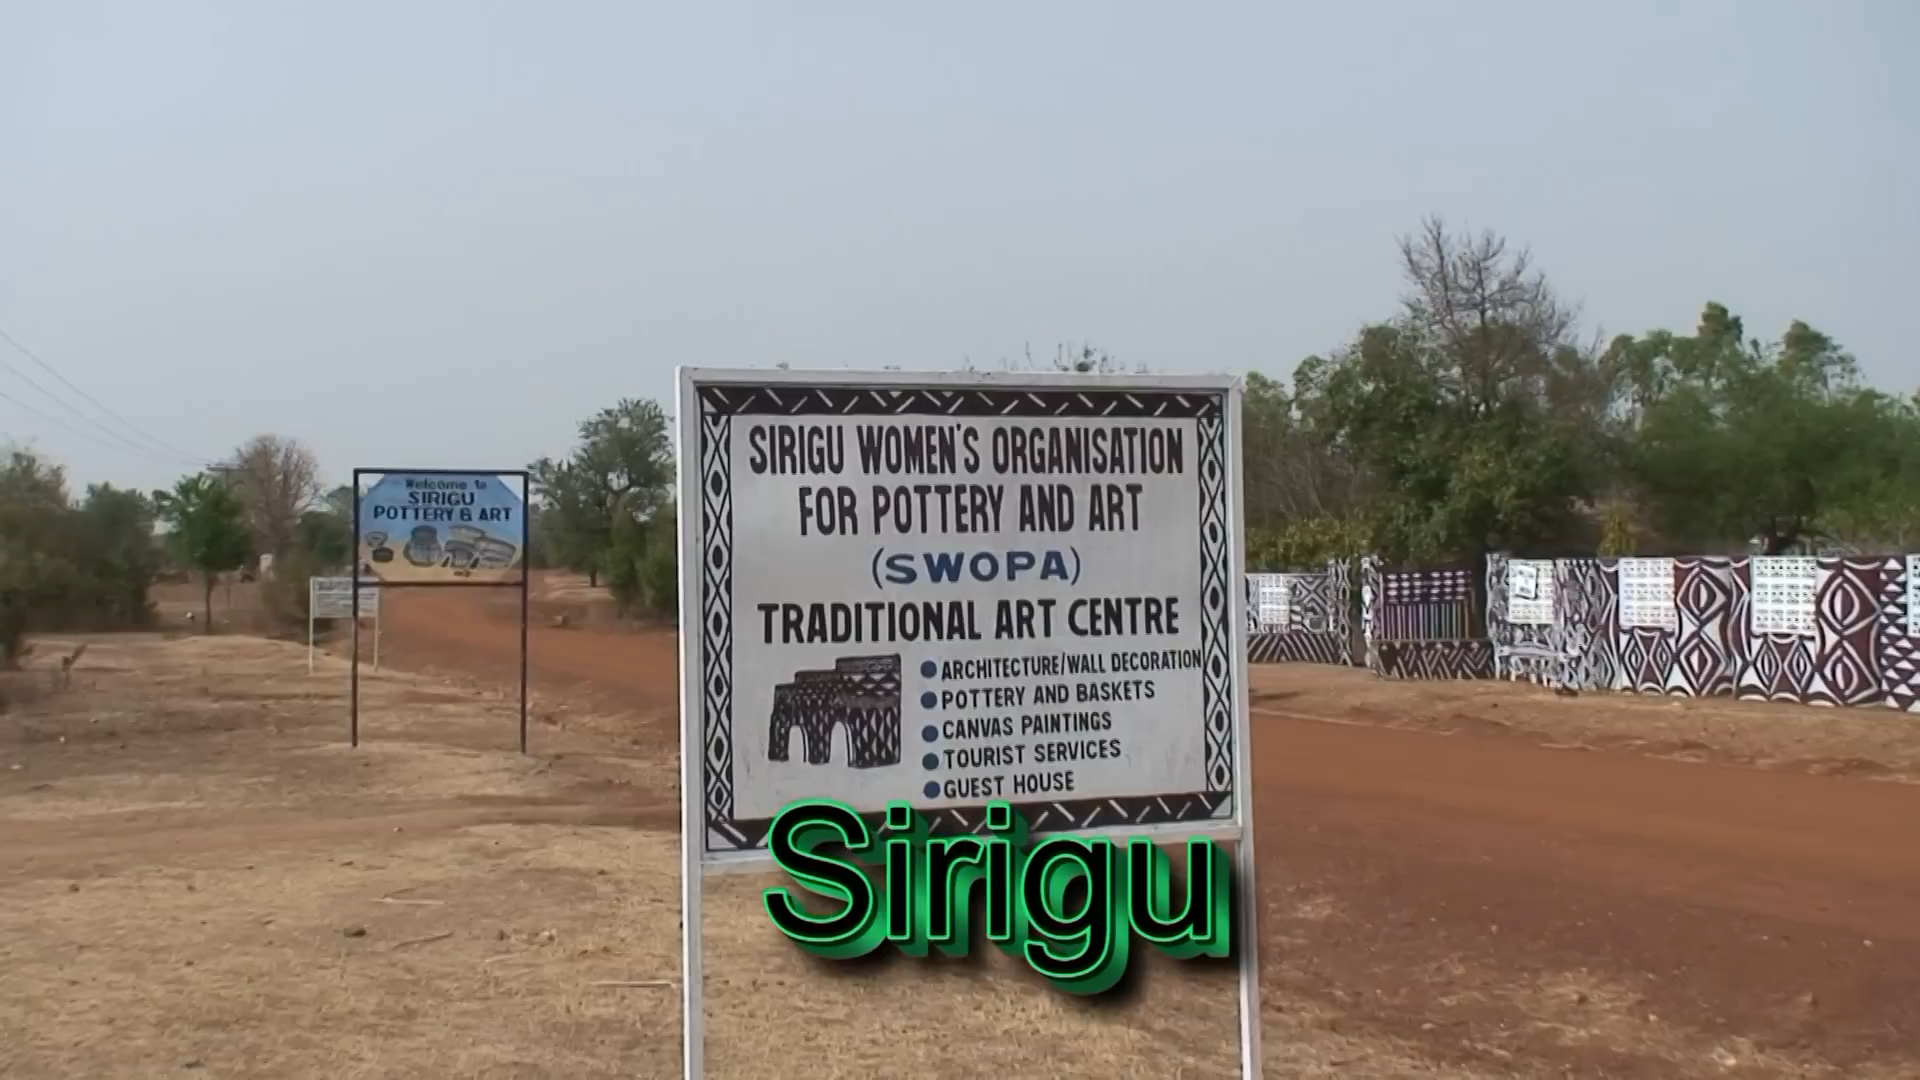 Welcome to
SIRIGU
POTTERY & ART
SIRIGU WOMEN'S ORGANISATION
FOR POTTERY AND ART
(SWOPA)
TRADITIONAL ART CENTRE
ARCHITECTURE/WALL DECORATION
POTTERY AND BASKETS
CANVAS PAINTINGS
TOURIST SERVICES
GUEST HOUSE
Sirigu